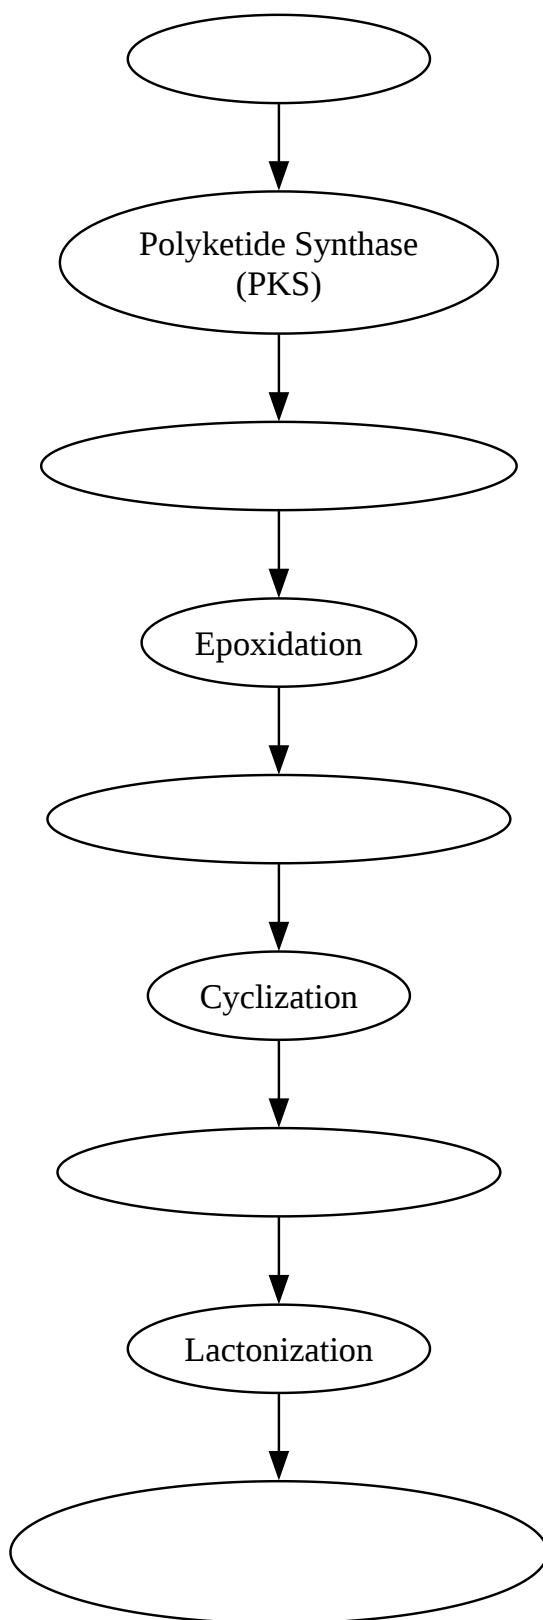 Polyketide Synthase
(PKS)
Epoxidation
Cyclization
Lactonization